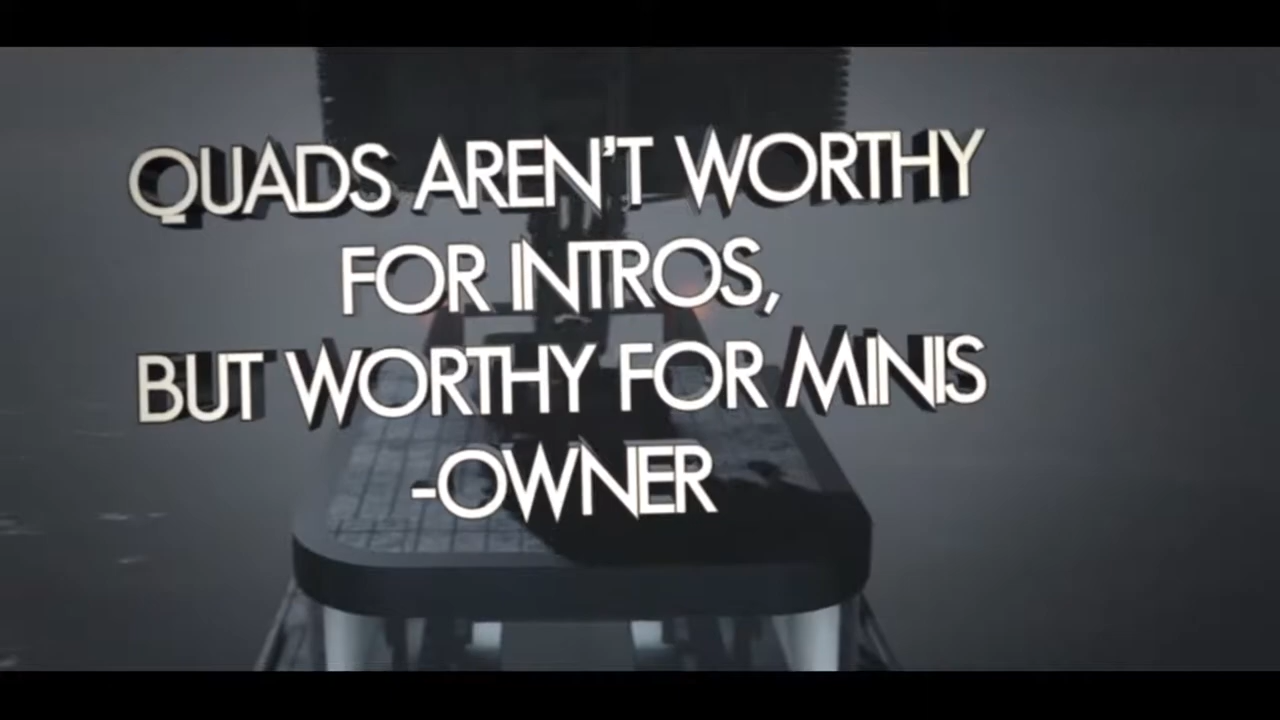 QUADS AREN'T WORTHY
FOR INTROS,
BUT WORTHY FOR MINIS
-OWNER